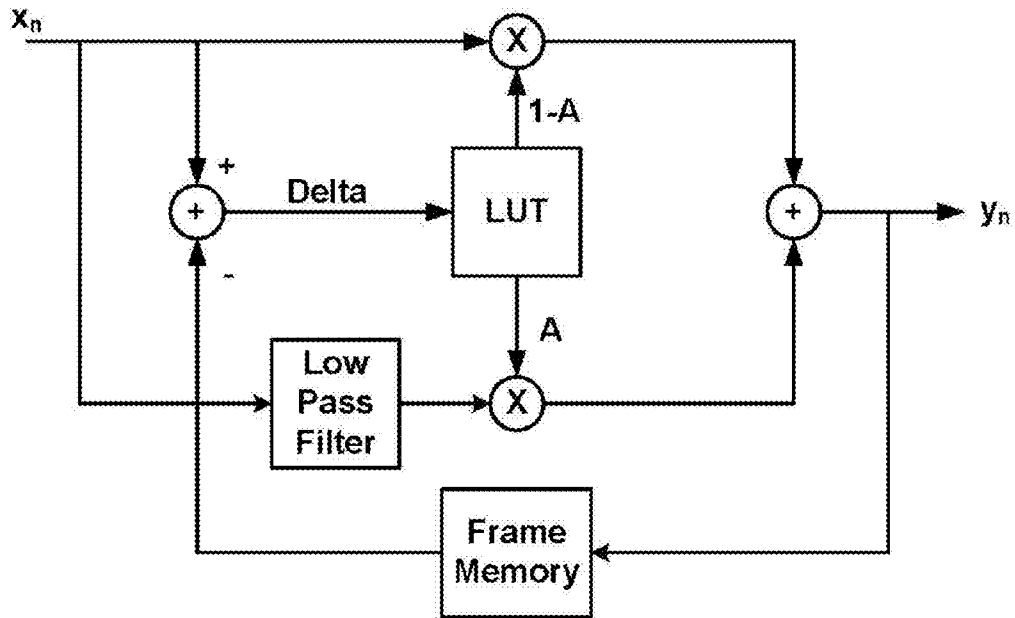 xₙ
X
1-A
+
+
Delta
LUT
+
yₙ
-
A
Low
Pass
Filter
X
Frame
Memory